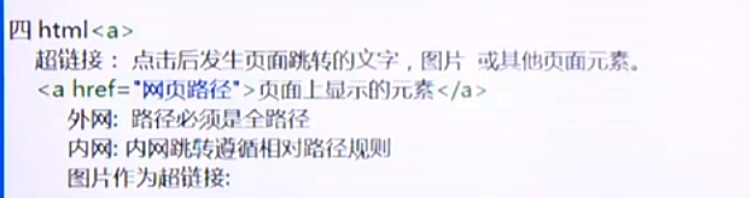 四 html<a>
超链接：点击后发生页面跳转的文字，图片 或其他页面元素。
<a href="网页路径">页面上显示的元素</a>
外网: 路径必须是全路径
内网: 内网跳转遵循相对路径规则
图片作为超链接: